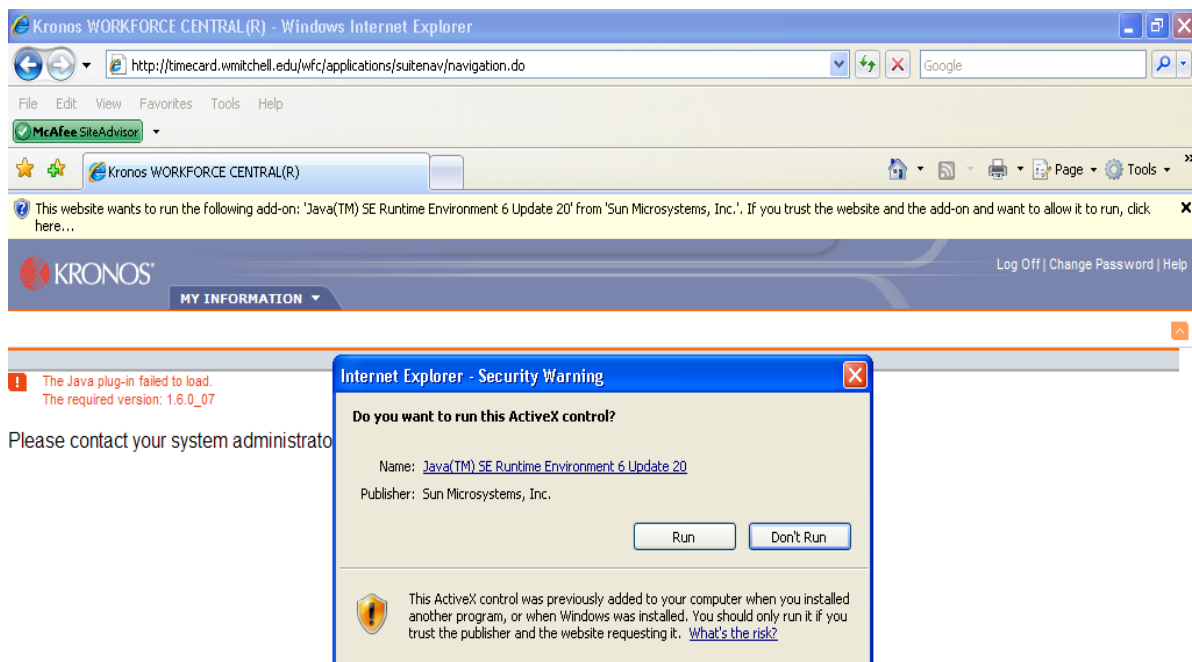 Kronos WORKFORCE CENTRAL(R) - Windows Internet Explorer
http://timecard.wmitchell.edu/wfc/applications/suitenav/navigation.do
Google
File Edit View Favorites Tools Help
McAfee SiteAdvisor
Kronos WORKFORCE CENTRAL(R)
Page Tools
This website wants to run the following add-on: 'Java(TM) SE Runtime Environment 6 Update 20' from 'Sun Microsystems, Inc.'. If you trust the website and the add-on and want to allow it to run, click
here...
KRONOS
Log Off | Change Password | Help
MY INFORMATION
The Java plug-in failed to load.
The required version: 1.6.0_07
Please contact your system administrato
Internet Explorer - Security Warning
Do you want to run this ActiveX control?
Name: Java(TM) SE Runtime Environment 6 Update 20
Publisher: Sun Microsystems, Inc.
Run Don't Run
This ActiveX control was previously added to your computer when you installed
another program, or when Windows was installed. You should only run it if you
trust the publisher and the website requesting it. What's the risk?